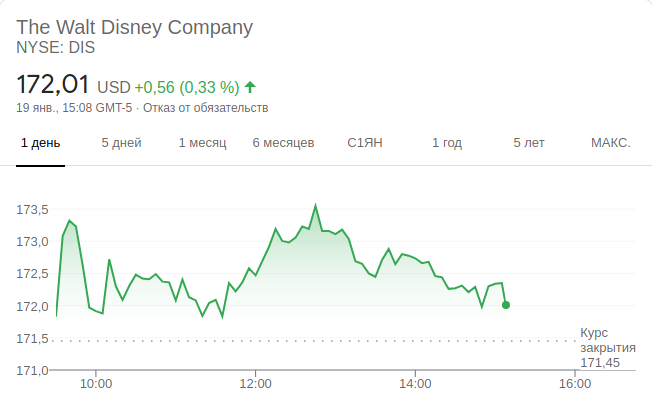 The Walt Disney Company
NYSE: DIS
172,01 USD +0,56 (0,33 %)
19 янв., 15:08 GMT-5 · Отказ от обязательств
1 день 5 дней 1 месяц 6 месяцев С1ЯН 1 год 5 лет МАКС.
173,5
173,0
172,5
172,0
171,5
Курс
закрытия
171,45
171,0
10:00 12:00 14:00 16:00